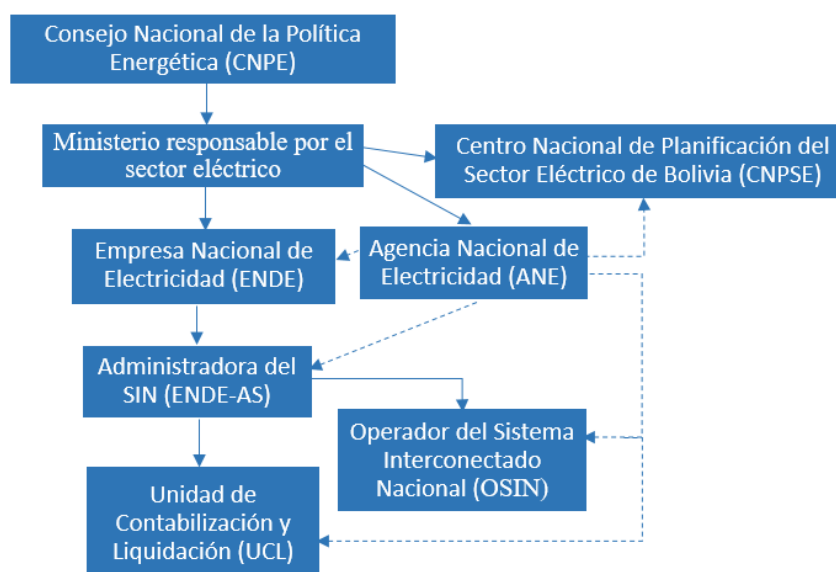 Consejo Nacional de la Política
Energética (CNPE)
Ministerio responsable por el
sector eléctrico
Centro Nacional de Planificación del
Sector Eléctrico de Bolivia (CNPSE)
Empresa Nacional de
Electricidad (ENDE)
Agencia Nacional de
Electricidad (ANE)
Administradora del
SIN (ENDE-AS)
Operador del Sistema
Interconectado
Nacional (OSIN)
Unidad de
Contabilización y
Liquidación (UCL)